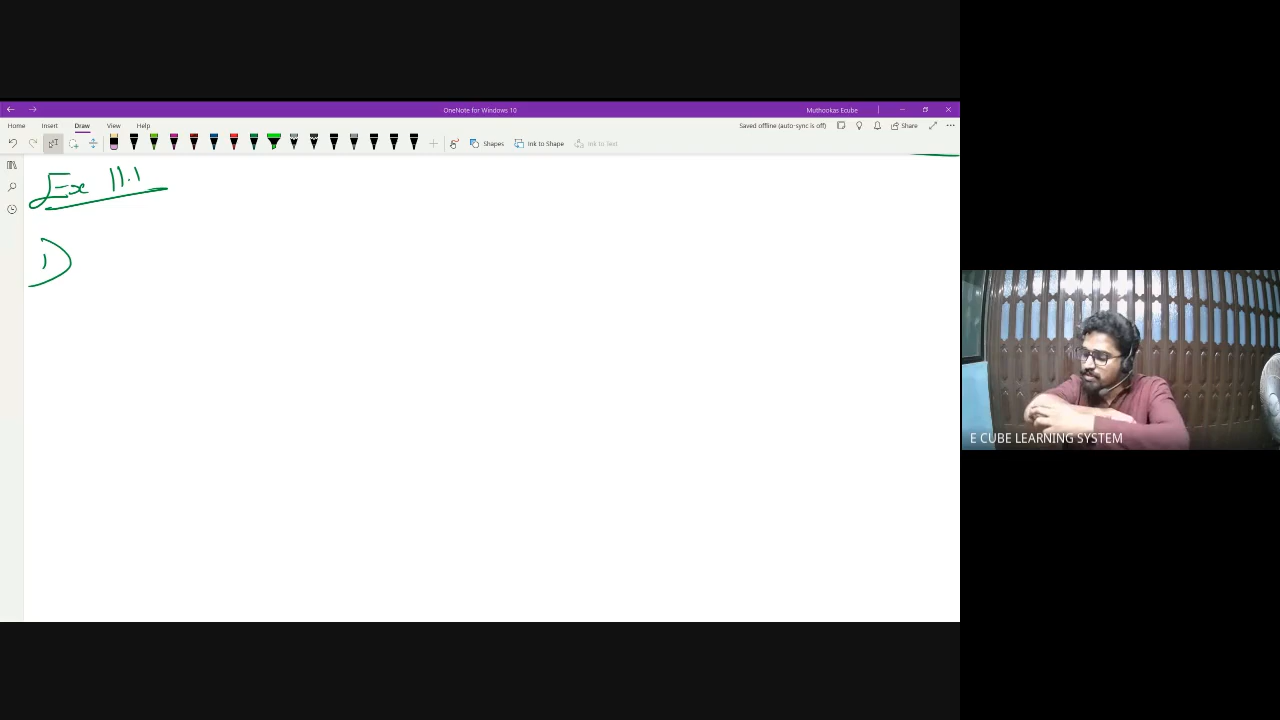 OneNote for Windows 10
Muthookas Ecube
Home Insert Draw View Help
Saved offline (auto-sync is off)
Share
Shapes
Ink to Shape
Ink to Text
Ex 11.1
1)
E CUBE LEARNING SYSTEM